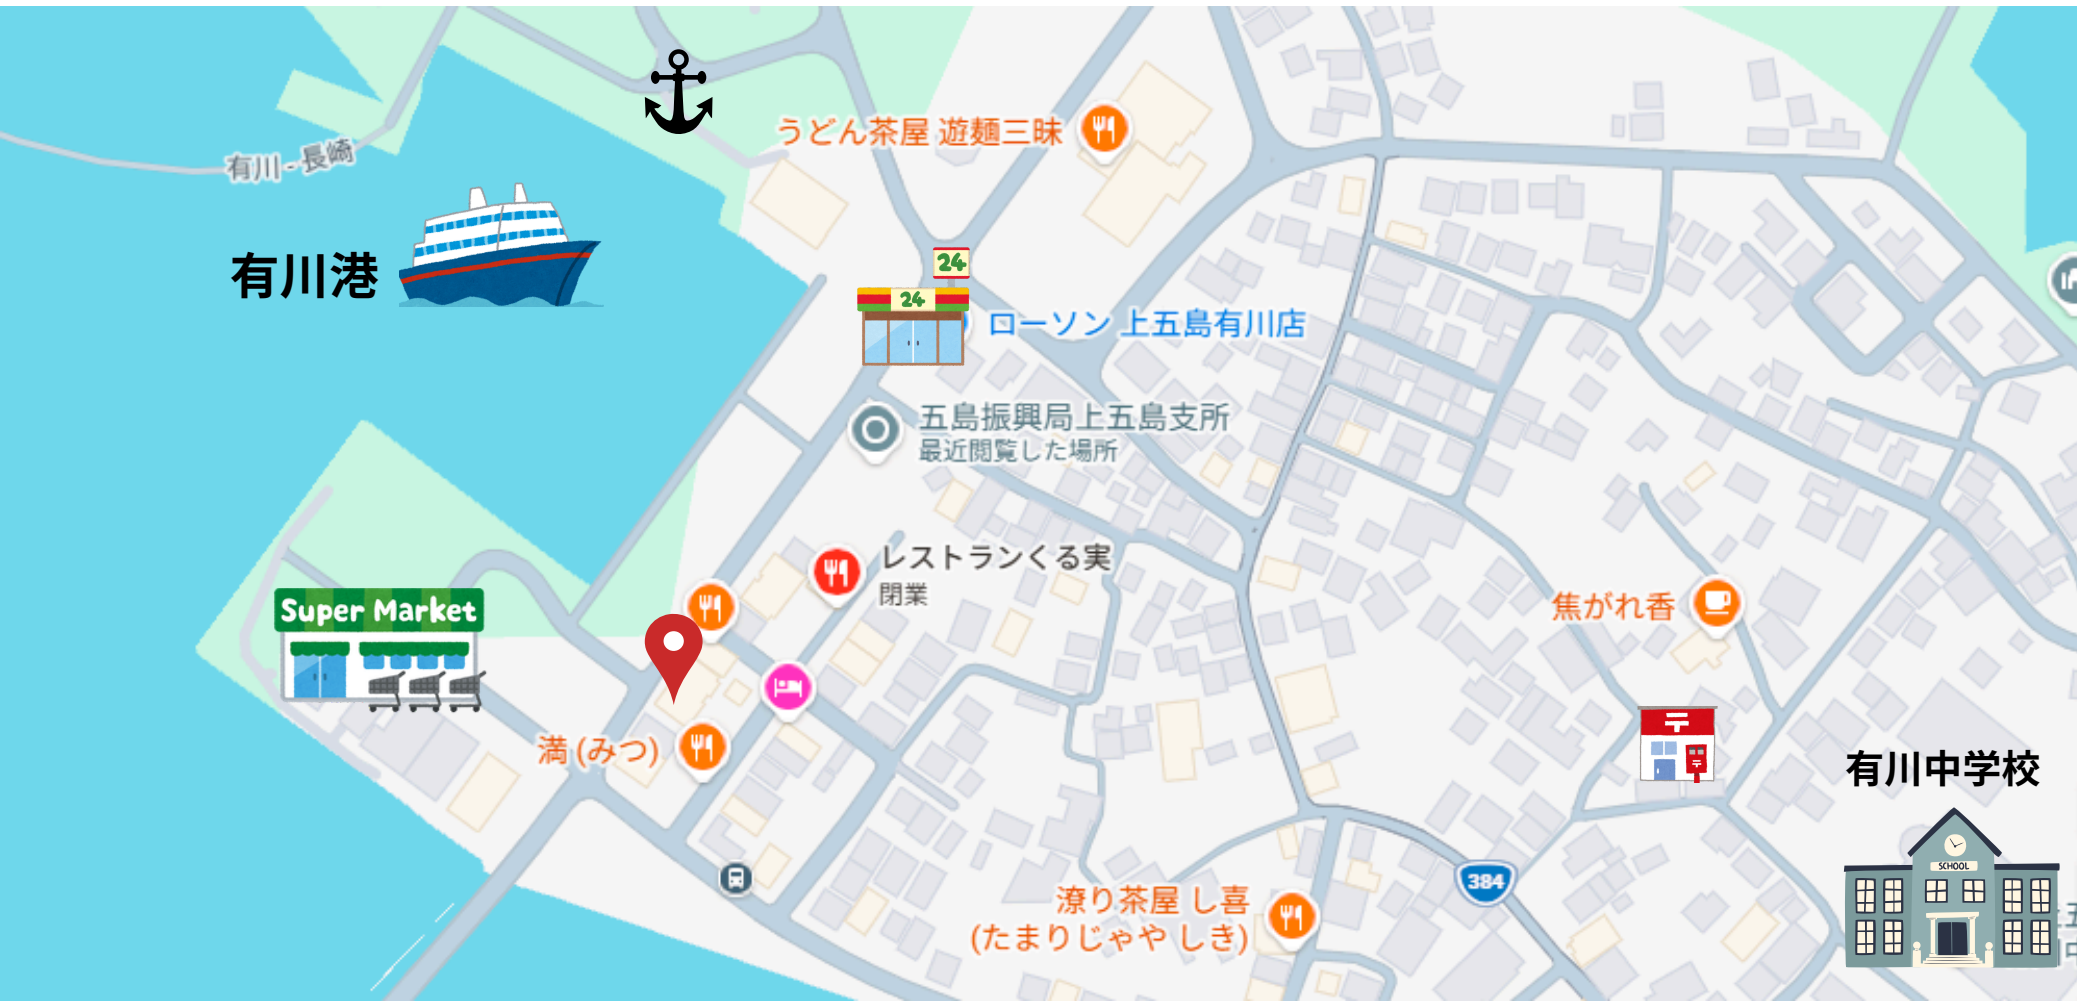 うどん茶屋 遊麺三昧
有川 - 長崎
有川港
24
24
ローソン 上五島有川店
五島振興局上五島支所
最近閲覧した場所
レストランくる実
閉業
Super Market
焦がれ香
満 (みつ)
〒
〒
有川中学校
SCHOOL
384
潦り茶屋 し喜
(たまりじゃや しき)